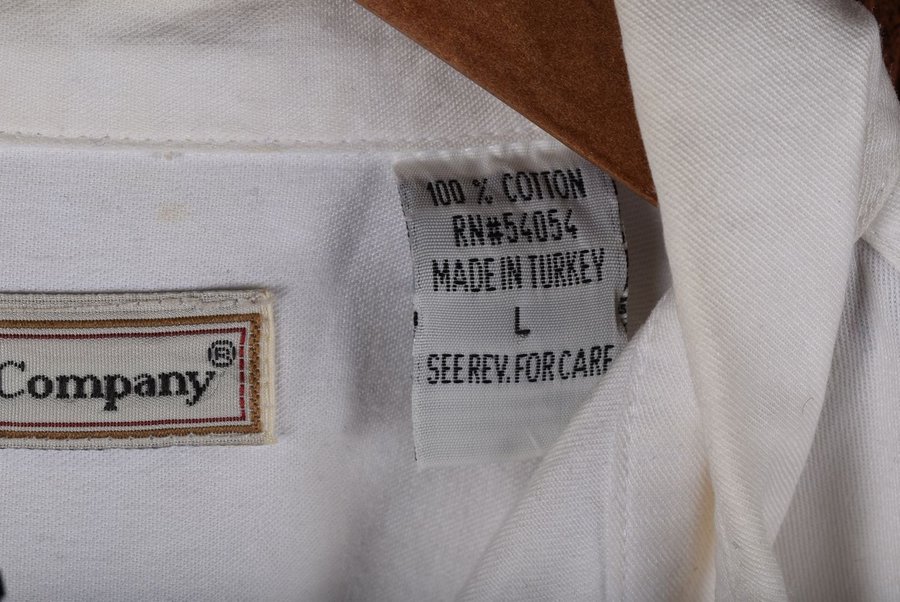 100 % COTTON
RN#54054
MADE IN TURKEY
L
SEE REV. FOR CARE
Company®